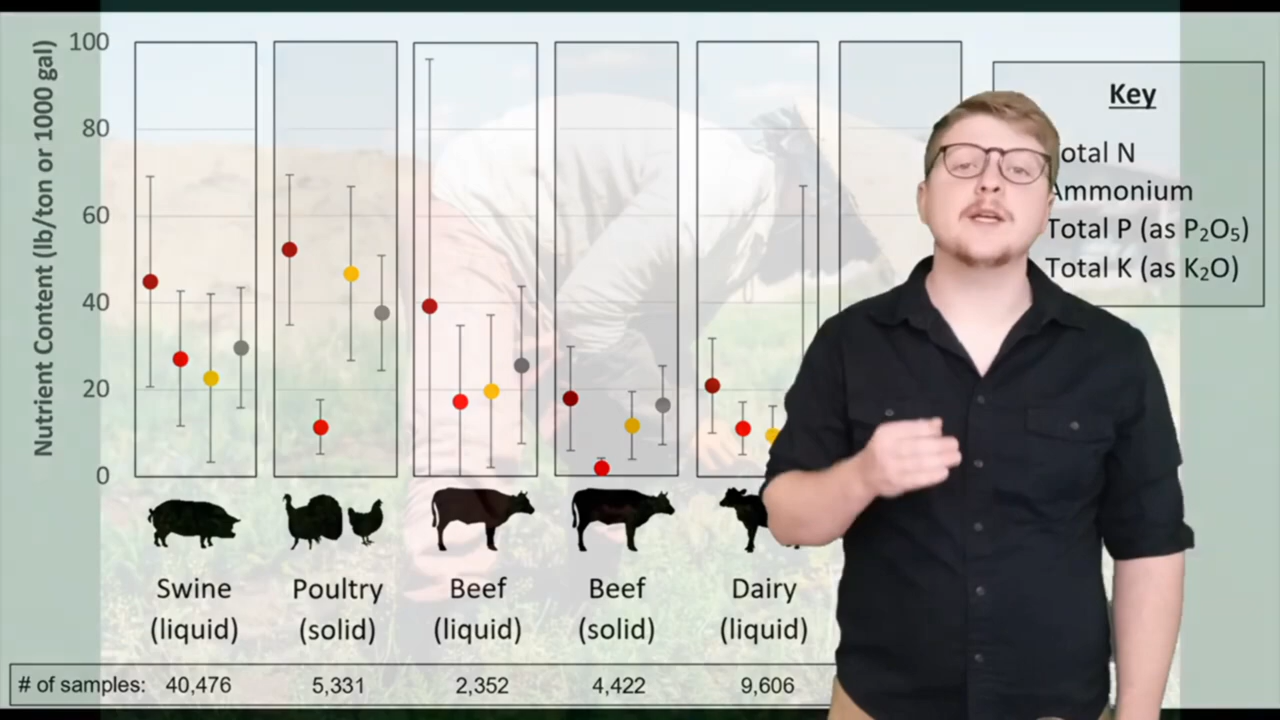 Nutrient Content (lb/ton or 1000 gal)
100
80
60
40
20
0
Key
otal N
Ammonium
Total P (as P₂O₅)
Total K (as K₂O)
Swine
(liquid)
Poultry
(solid)
Beef
(liquid)
Beef
(solid)
Dairy
(liquid)
# of samples: 40,476 5,331 2,352 4,422 9,606